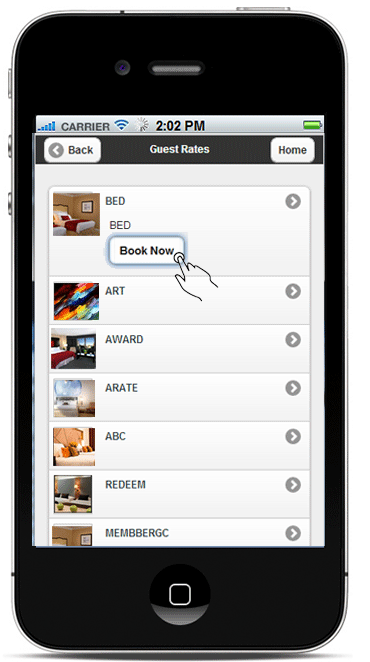 CARRIER 2:02 PM
Back Guest Rates Home
BED
BED
Book Now
ART
AWARD
ARATE
ABC
REDEEM
MEMBBERGC